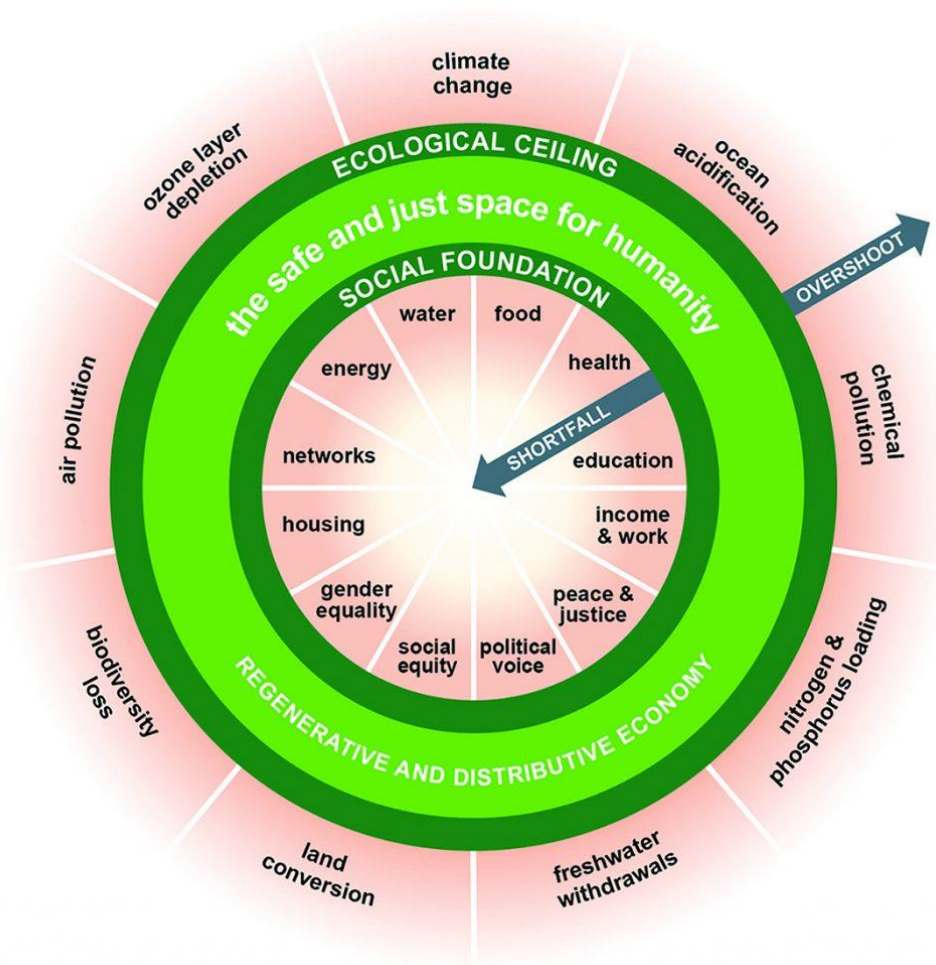 climate
change
ocean
acidification
OVERSHOOT
chemical
pollution
nitrogen &
phosphorus loading
freshwater
withdrawals
land
conversion
biodiversity
loss
air pollution
ozone layer
depletion
ECOLOGICAL CEILING
the safe and just space for humanity
SOCIAL FOUNDATION
water
food
health
SHORTFALL
education
income
& work
peace &
justice
political
voice
social
equity
gender
equality
housing
networks
energy
REGENERATIVE AND DISTRIBUTIVE ECONOMY